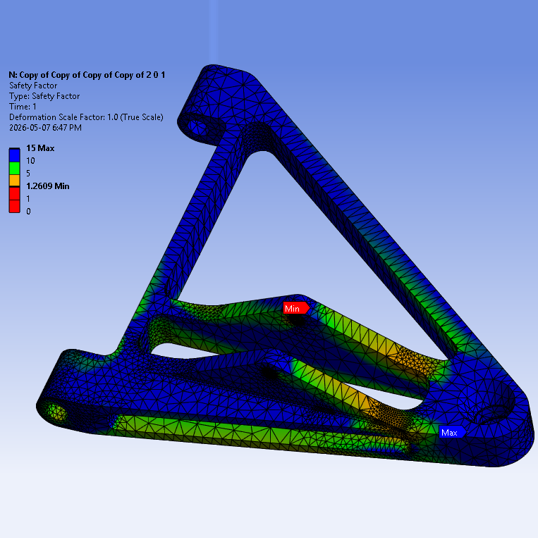 N: Copy of Copy of Copy of Copy of 2 0 1
Safety Factor
Type: Safety Factor
Time: 1
Deformation Scale Factor: 1.0 (True Scale)
2026-05-07 6:47 PM
15 Max
10
5
1.2609 Min
1
0
Min
Max